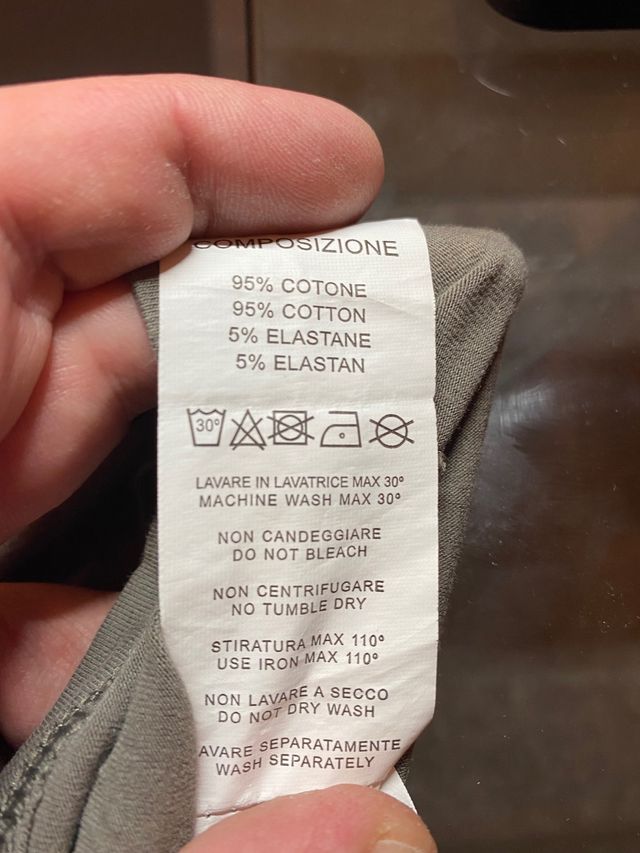 COMPOSIZIONE
95% COTONE
95% COTTON
5% ELASTANE
5% ELASTAN
30°
LAVARE IN LAVATRICE MAX 30°
MACHINE WASH MAX 30°
NON CANDEGGIARE
DO NOT BLEACH
NON CENTRIFUGARE
NO TUMBLE DRY
STIRATURA MAX 110°
USE IRON MAX 110°
NON LAVARE A SECCO
DO NOT DRY WASH
AVARE SEPARATAMENTE
WASH SEPARATELY